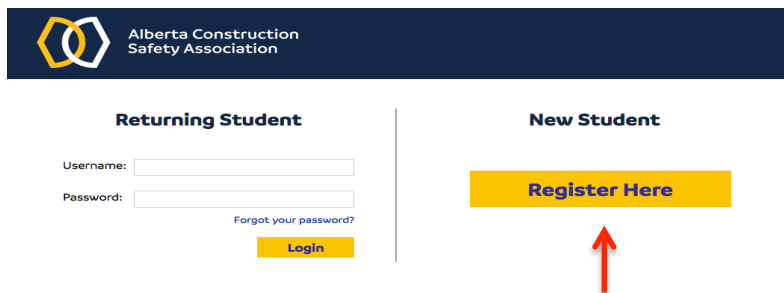 Alberta Construction
Safety Association
Returning Student
Username:
Password:
Forgot your password?
Login
New Student
Register Here